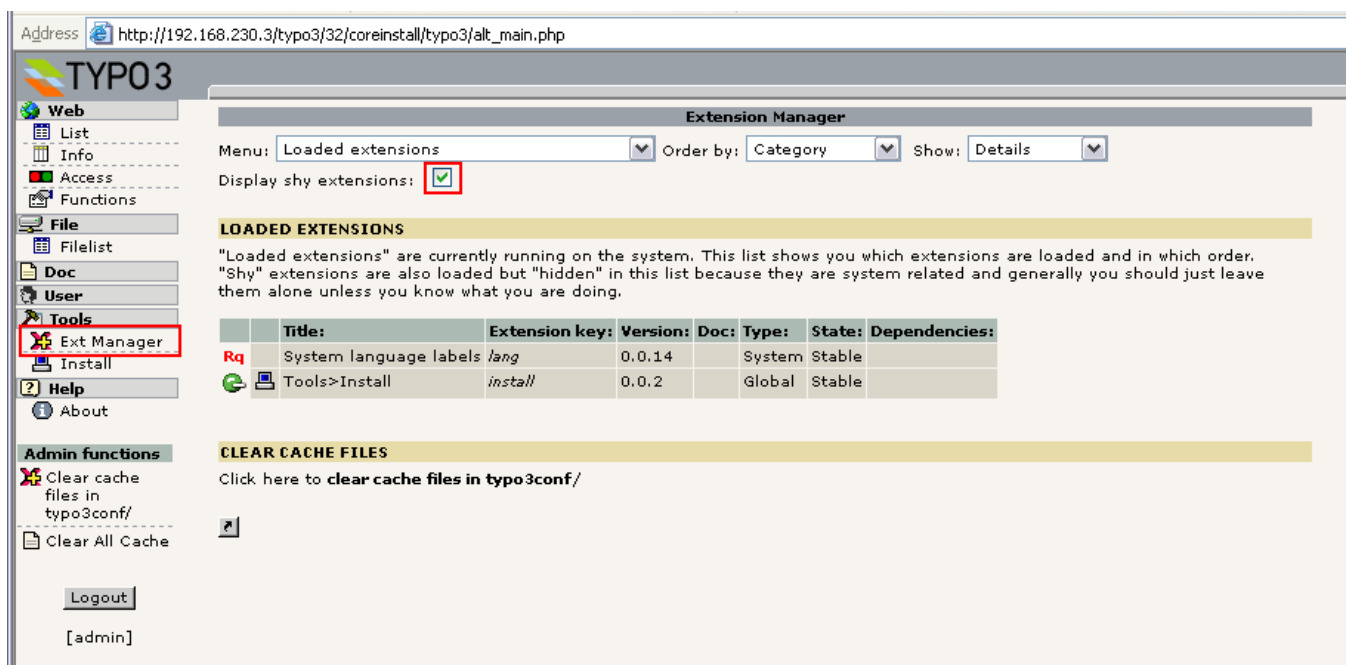 Address http://192.168.230.3/typo3/32/coreinstall/typo3/alt_main.php
TYPO3
Web
List
Info
Access
Functions
File
Filelist
Doc
User
Tools
Ext Manager
Install
Help
About
Admin functions
Clear cache
files in
typo3conf/
Clear All Cache
Logout
[admin]
Extension Manager
Menu: Loaded extensions Order by: Category Show: Details
Display shy extensions:
LOADED EXTENSIONS
"Loaded extensions" are currently running on the system. This list shows you which extensions are loaded and in which order.
"Shy" extensions are also loaded but "hidden" in this list because they are system related and generally you should just leave
them alone unless you know what you are doing.
Title: Extension key: Version: Doc: Type: State: Dependencies:
Rq System language labels lang 0.0.14 System Stable
Tools>Install install 0.0.2 Global Stable
CLEAR CACHE FILES
Click here to clear cache files in typo3conf/